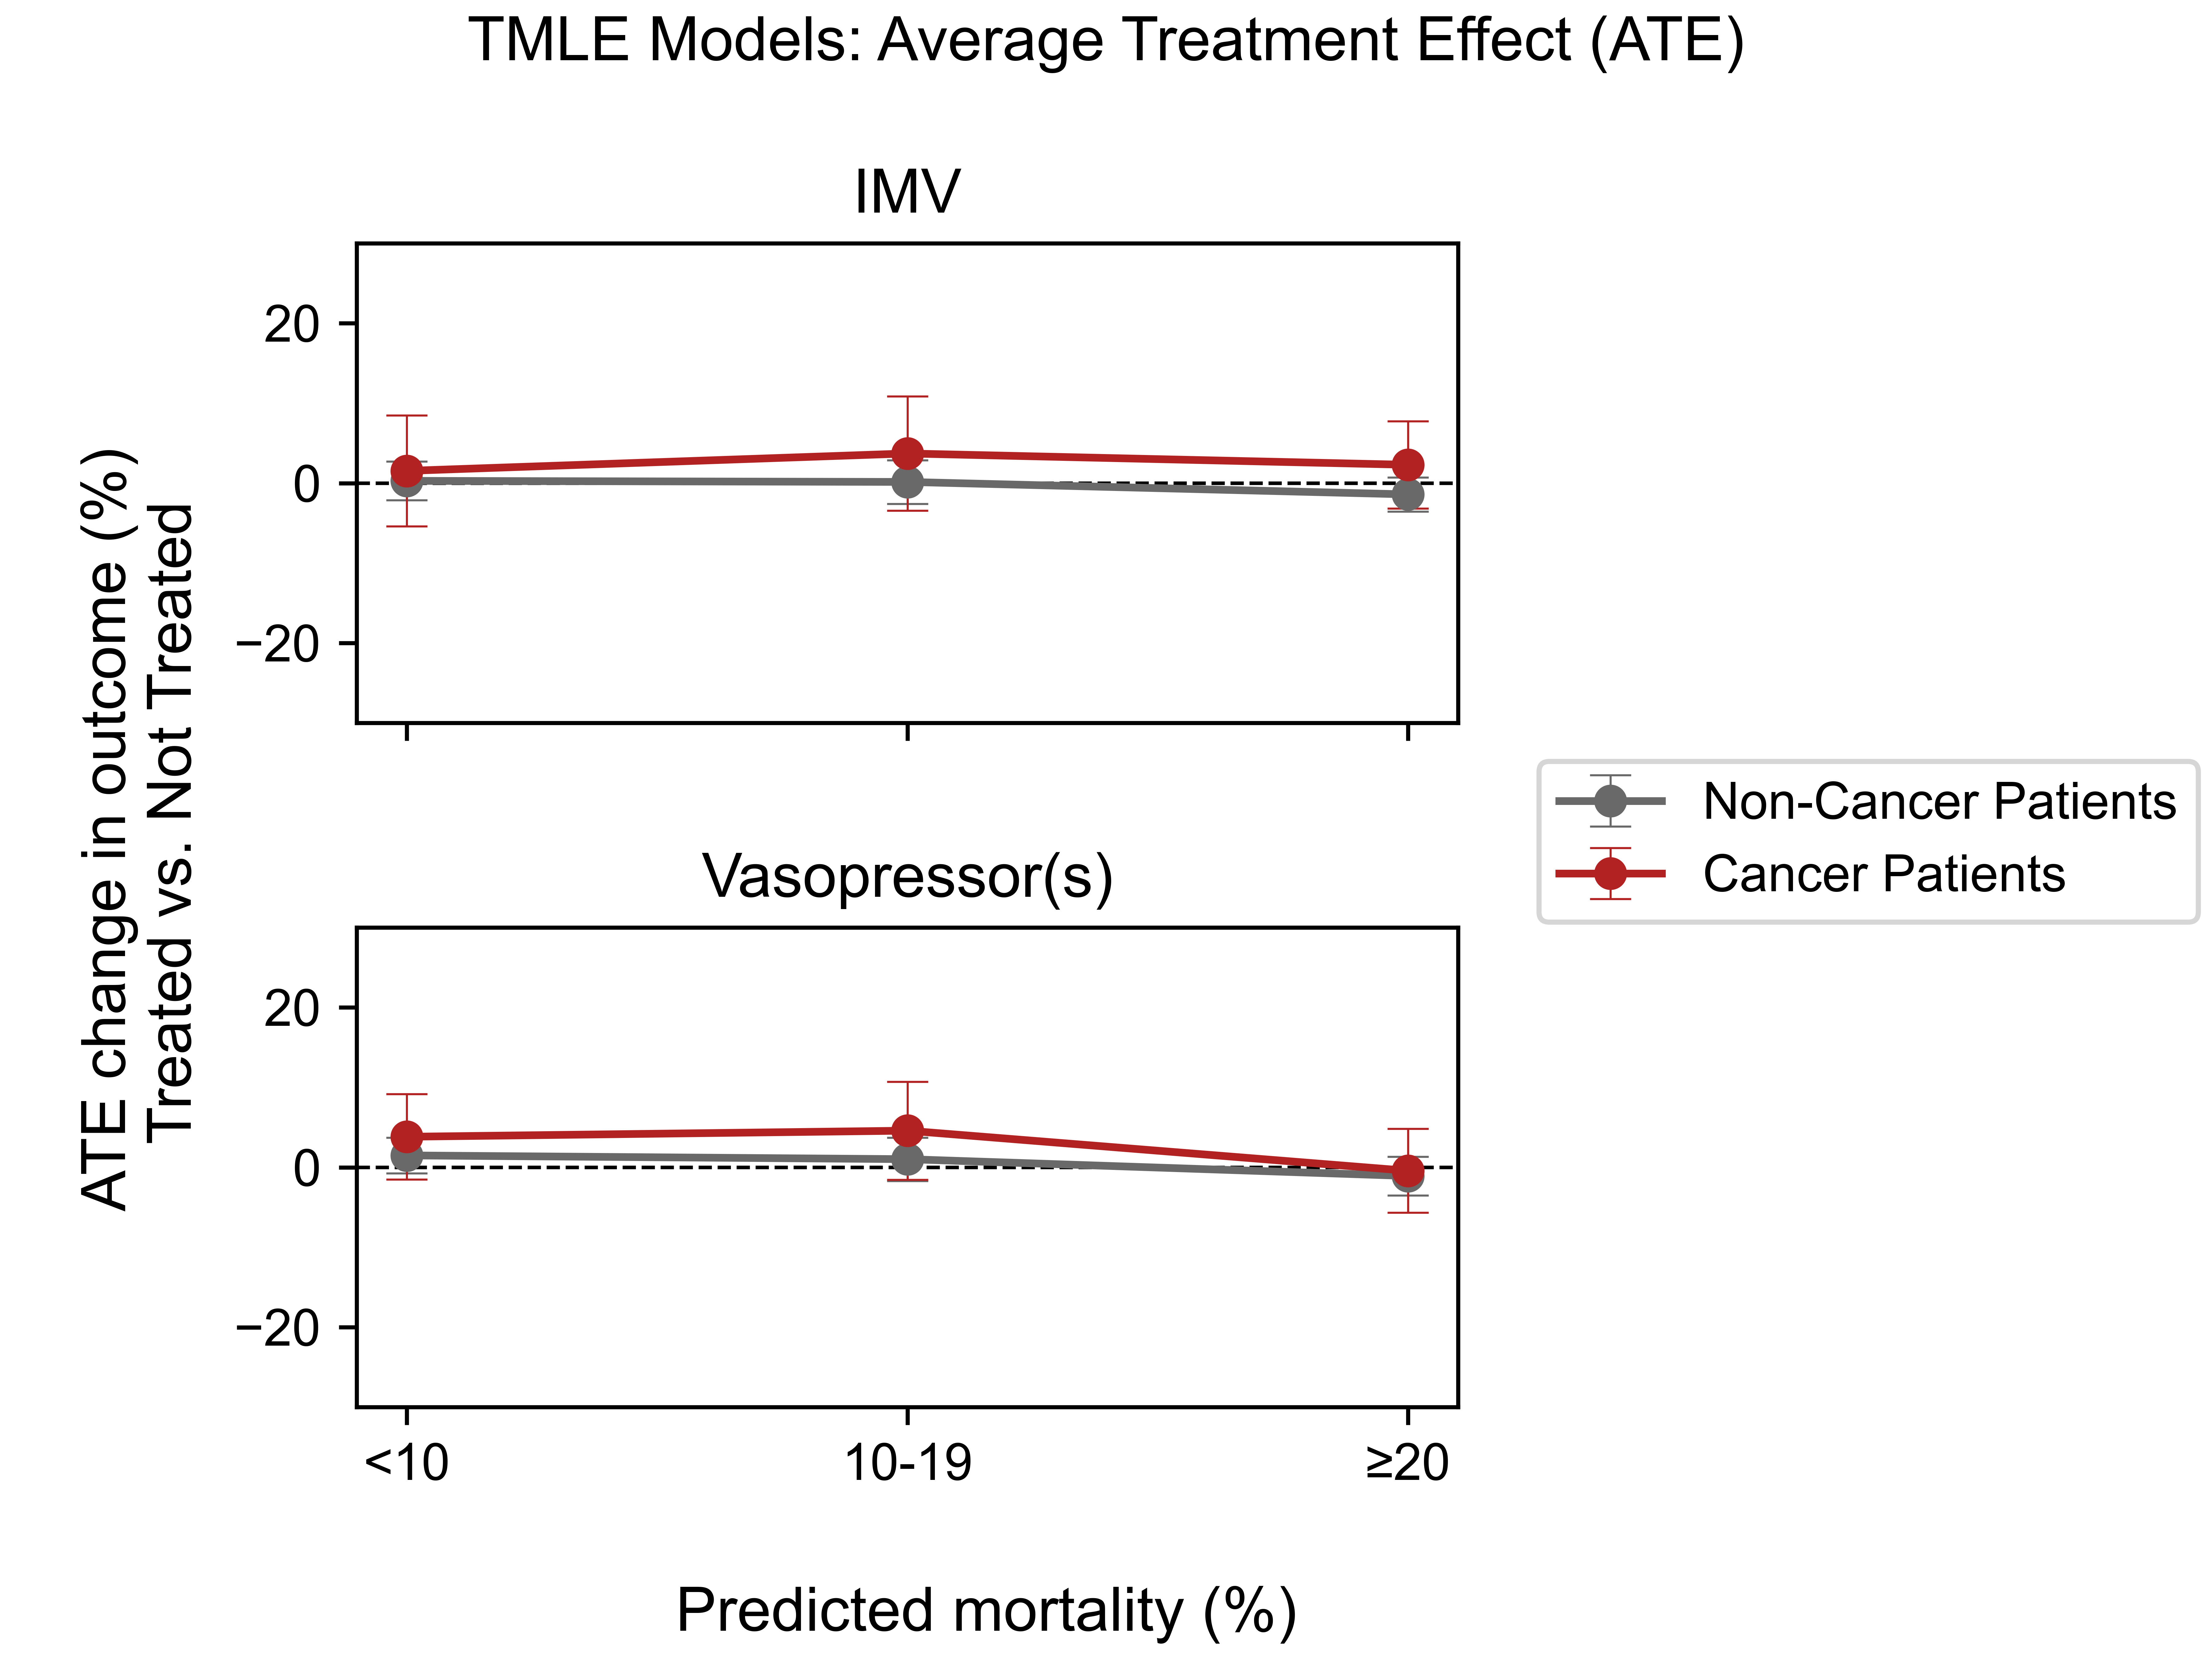 TMLE Models: Average Treatment Effect (ATE)
IMV
20
0
−20
ATE change in outcome (%)
Treated vs. Not Treated
Non-Cancer Patients
Cancer Patients
Vasopressor(s)
20
0
−20
<10
10-19
≥20
Predicted mortality (%)